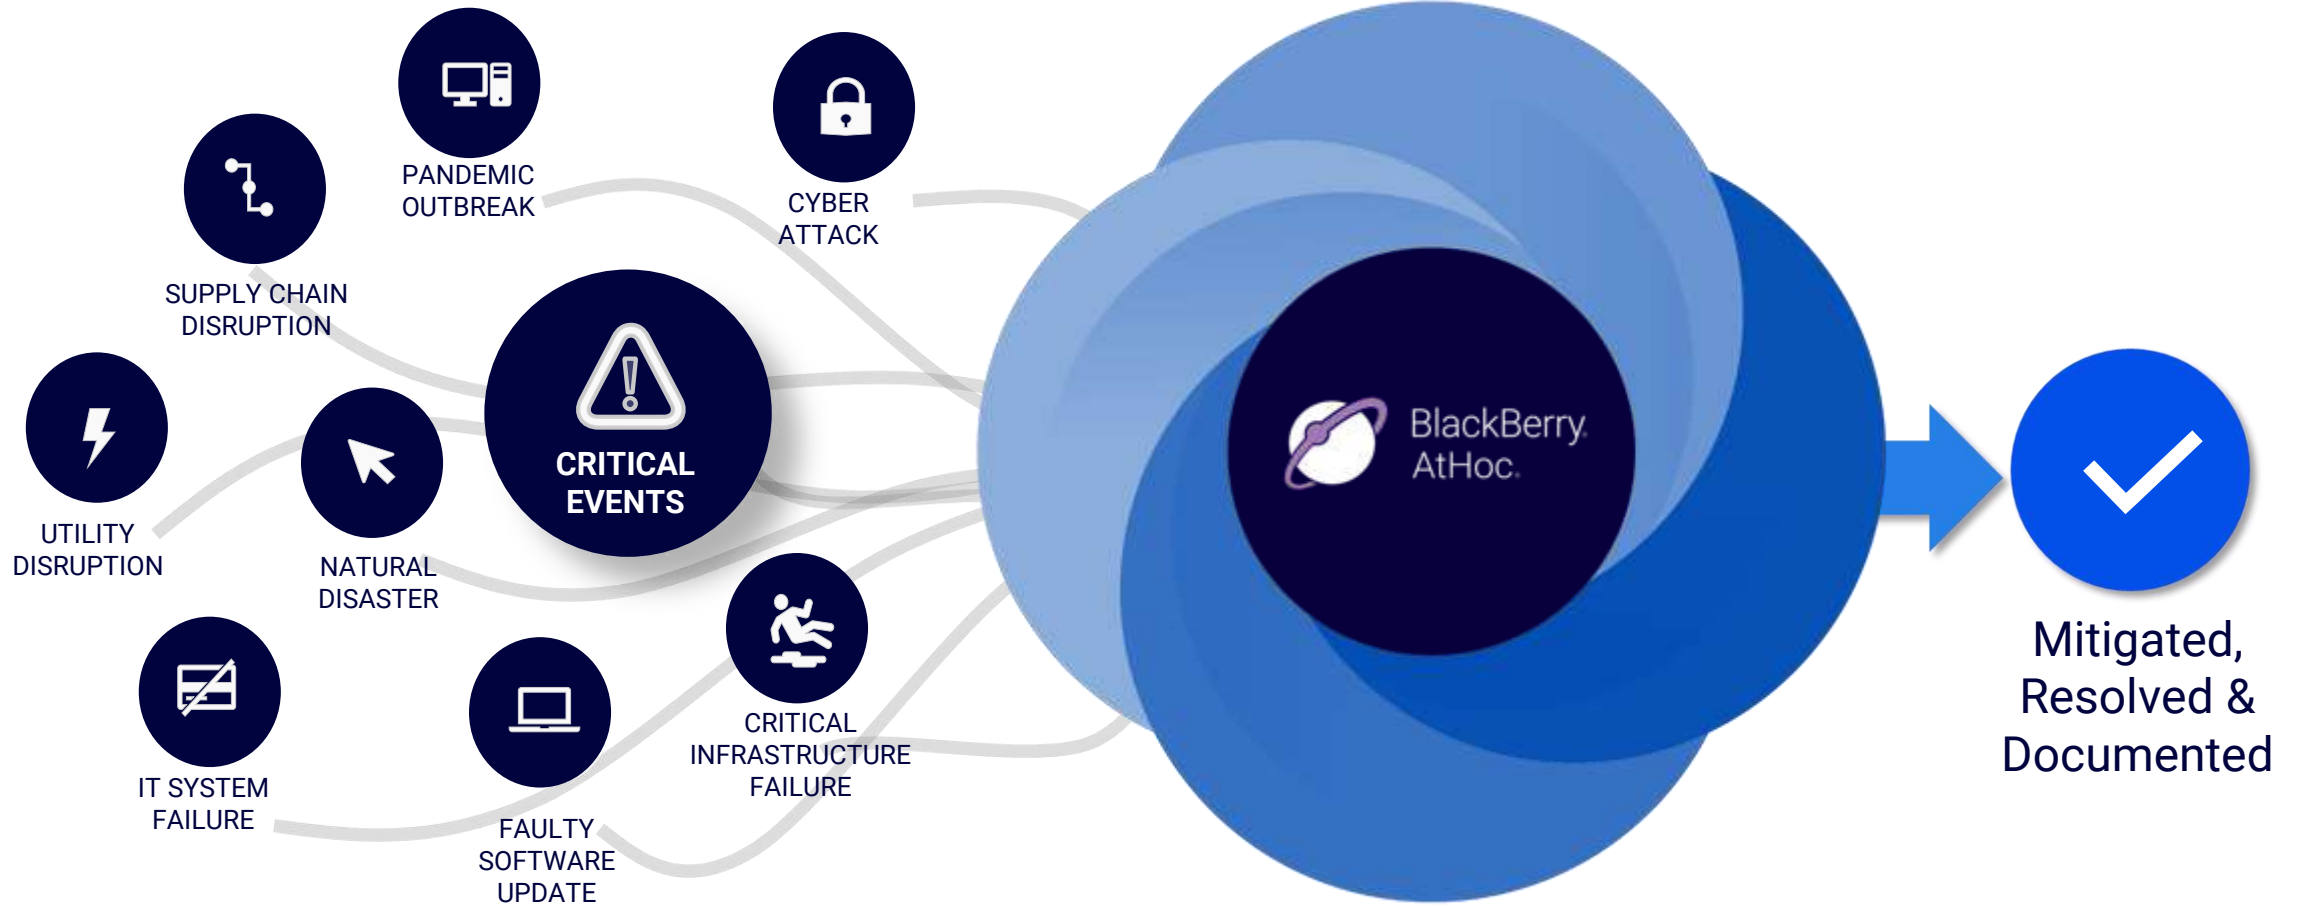 PANDEMIC
OUTBREAK
CYBER
ATTACK
SUPPLY CHAIN
DISRUPTION
CRITICAL
EVENTS
UTILITY
DISRUPTION
NATURAL
DISASTER
IT SYSTEM
FAILURE
FAULTY
SOFTWARE
UPDATE
CRITICAL
INFRASTRUCTURE
FAILURE
BlackBerry®
AtHoc®
Mitigated,
Resolved &
Documented